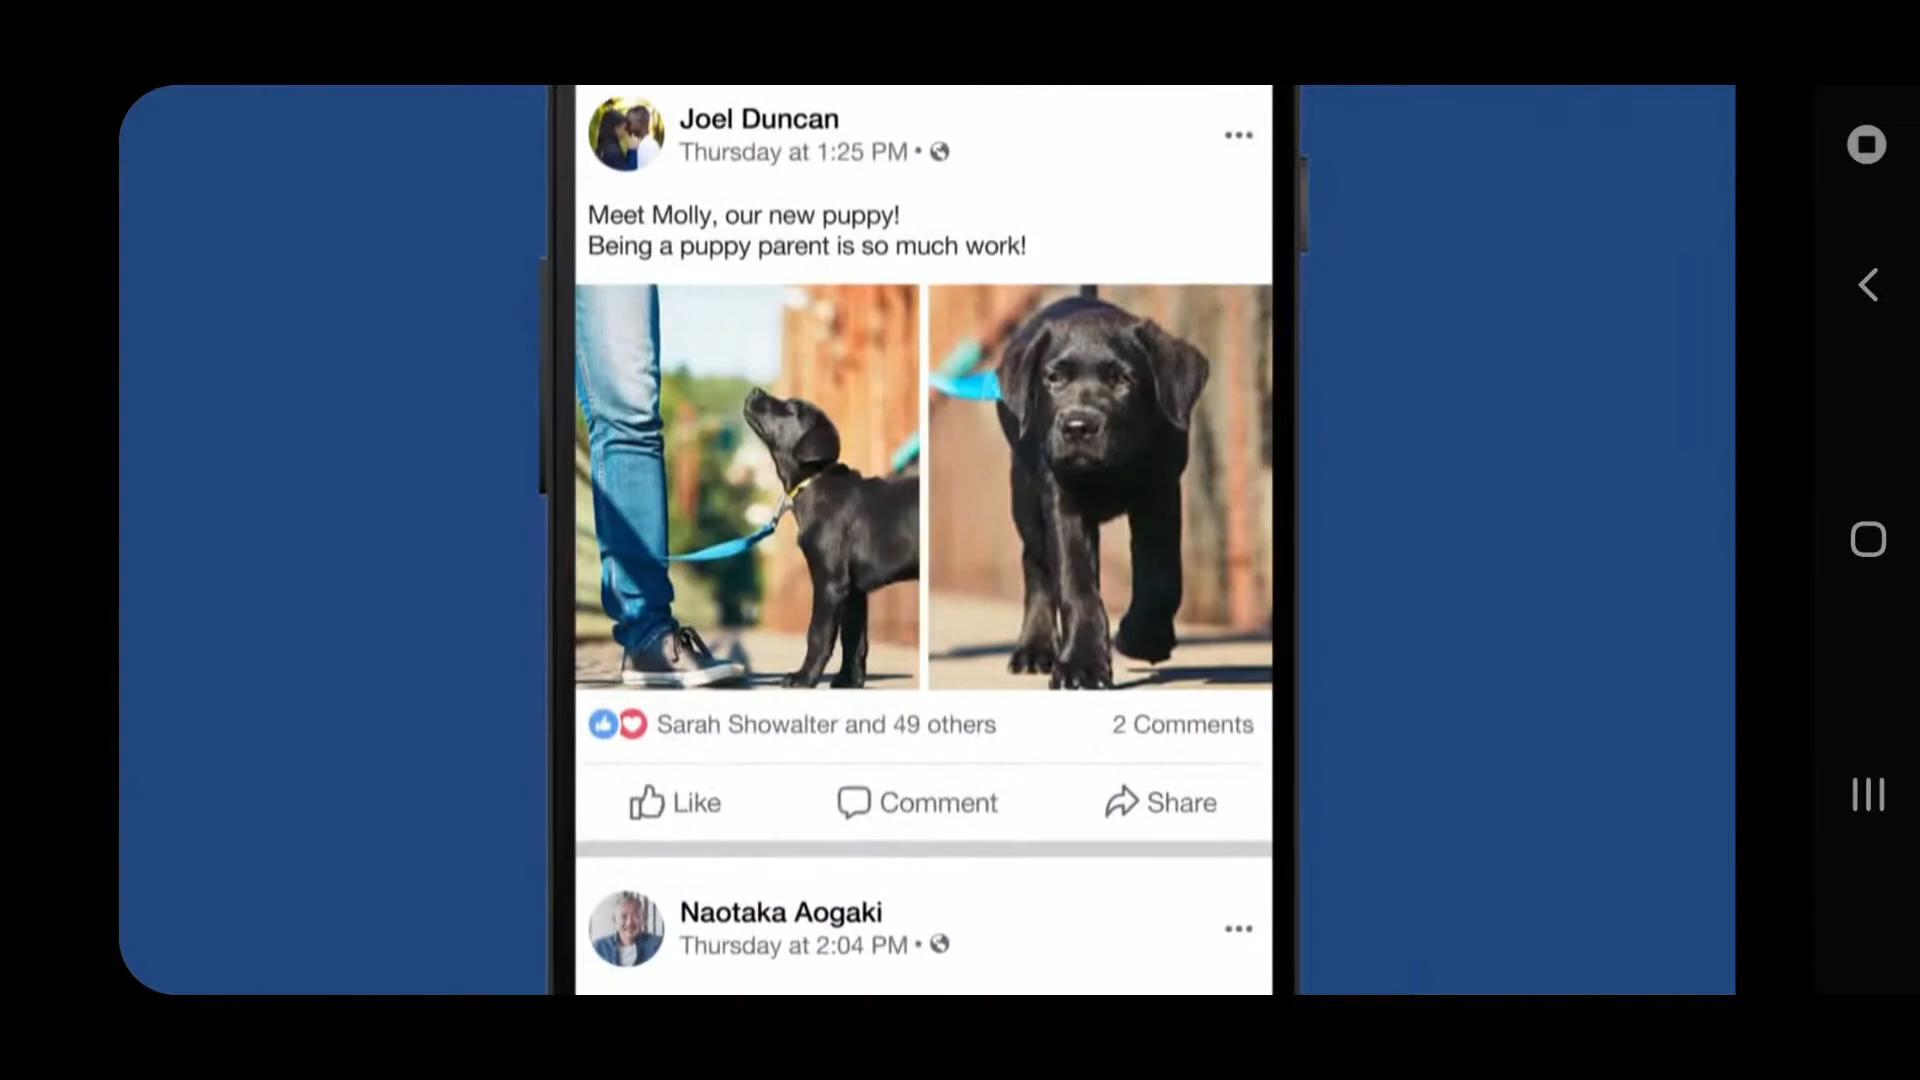 Joel Duncan
Thursday at 1:25 PM •
Meet Molly, our new puppy!
Being a puppy parent is so much work!
Sarah Showalter and 49 others
2 Comments
Like
Comment
Share
Naotaka Aogaki
Thursday at 2:04 PM •